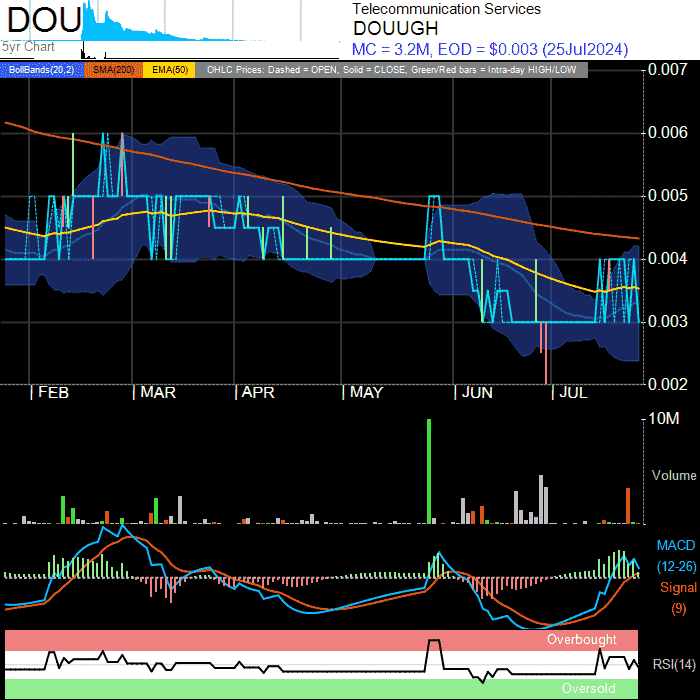 DOU
Telecommunication Services
DOUUGH
5yr Chart
MC = 3.2M, EOD = $0.003 (25Jul2024)
BollBands(20,2) SMA(200) EMA(50) OHLC Prices: Dashed = OPEN, Solid = CLOSE, Green/Red bars = Intra-day HIGH/LOW
0.007
0.006
0.005
0.004
0.003
0.002
| FEB | MAR | APR | MAY | JUN | JUL
10M
Volume
MACD
(12-26)
Signal
(9)
Overbought
RSI(14)
Oversold